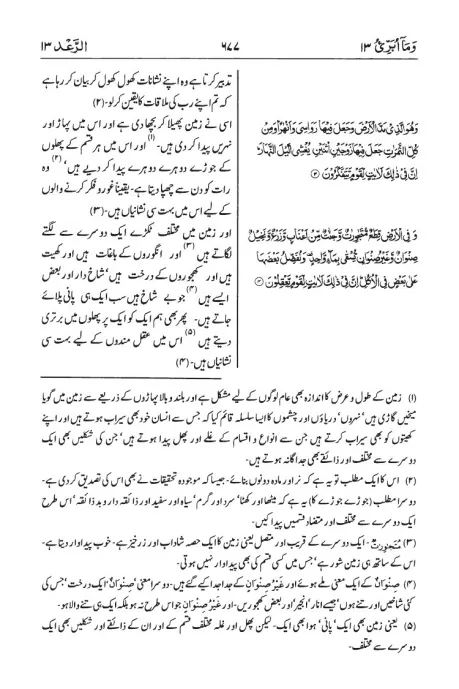 وَمَآ أُبَرِّئُ ١٣
٦٧٧
الرَّعْد ١٣
تدبیر کرتا ہے وہ اپنے نشانات کھول کھول کر بیان کر رہا ہے
کہ تم اپنے رب کی ملاقات کا یقین کر لو۔(٢)
وَهُوَ الَّذِي مَدَّ الْأَرْضَ وَجَعَلَ فِيهَا رَوَاسِيَ وَأَنْهَارًا وَمِنْ
كُلِّ الثَّمَرَاتِ جَعَلَ فِيهَا زَوْجَيْنِ اثْنَيْنِ يُغْشِي اللَّيْلَ النَّهَارَ
إِنَّ فِي ذَٰلِكَ لَآيَاتٍ لِقَوْمٍ يَتَفَكَّرُونَ ٣
اسی نے زمین پھیلا کر بچھا دی ہے اور اس میں پہاڑ اور
نہریں پیدا کر دی ہیں۔(١) اور اس میں ہر قسم کے پھلوں
کے جوڑے دوہرے دوہرے پیدا کر دیے ہیں،(٢) وہ
رات کو دن سے چھپا دیتا ہے۔ یقیناً غور و فکر کرنے والوں
کے لیے اس میں بہت سی نشانیاں ہیں۔(٣)
وَفِي الْأَرْضِ قِطَعٌ مُتَجَاوِرَاتٌ وَجَنَّاتٌ مِنْ أَعْنَابٍ وَزَرْعٌ وَنَخِيلٌ
صِنْوَانٌ وَغَيْرُ صِنْوَانٍ يُسْقَىٰ بِمَاءٍ وَاحِدٍ وَنُفَضِّلُ بَعْضَهَا
عَلَىٰ بَعْضٍ فِي الْأُكُلِ إِنَّ فِي ذَٰلِكَ لَآيَاتٍ لِقَوْمٍ يَعْقِلُونَ ٤
اور زمین میں مختلف ٹکڑے ایک دوسرے سے لگتے
لگاتے ہیں(٣) اور انگوروں کے باغات ہیں اور کھیت
ہیں اور کھجوروں کے درخت ہیں، شاخ دار اور بعض
ایسے ہیں(٤) جو بے شاخ ہیں سب ایک ہی پانی پلائے
جاتے ہیں۔ پھر بھی ہم ایک کو ایک پر پھلوں میں برتری
دیتے ہیں(٥) اس میں عقل مندوں کے لیے بہت سی
نشانیاں ہیں۔(٤)
(١) زمین کے طول و عرض کا اندازہ بھی عام لوگوں کے لیے مشکل ہے اور بلند و بالا پہاڑوں کے ذریعے سے زمین میں گویا
میخیں گاڑی ہیں، نہروں، دریاؤں اور چشموں کا ایسا سلسلہ قائم کیا کہ جس سے انسان خود بھی سیراب ہوتے ہیں اور اپنے
کھیتوں کو بھی سیراب کرتے ہیں جن سے انواع و اقسام کے غلے اور پھل پیدا ہوتے ہیں، جن کی شکلیں بھی ایک
دوسرے سے مختلف اور ذائقے بھی جداگانہ ہوتے ہیں۔
(٢) اس کا ایک مطلب تو یہ ہے کہ نر اور مادہ دونوں بنائے۔ جیسا کہ موجودہ تحقیقات نے بھی اس کی تصدیق کر دی ہے۔
دوسرا مطلب (جوڑے جوڑے کا) یہ ہے کہ میٹھا اور کھٹا، سرد اور گرم، سیاہ اور سفید اور ذائقہ دار و بد ذائقہ، اس طرح
ایک دوسرے سے مختلف اور متضاد قسمیں پیدا کیں۔
(٣) مُتَجٰوِرٰتٌ۔ ایک دوسرے کے قریب اور متصل یعنی زمین کا ایک حصہ شاداب اور زرخیز ہے۔ خوب پیداوار دیتا ہے۔
اس کے ساتھ ہی زمین شور ہے، جس میں کسی قسم کی بھی پیداوار نہیں ہوتی۔
(٤) صِنْوَانٌ کے ایک معنی ملے ہوئے اور غَيْرُ صِنْوَانٍ کے جدا جدا کیے گئے ہیں۔ دوسرا معنی، صِنْوَانٌ، ایک درخت، جس کی
کئی شاخیں اور تنے ہوں، جیسے انار، انجیر اور بعض کھجوریں۔ اور غَيْرُ صِنْوَانٍ جو اس طرح نہ ہو بلکہ ایک ہی تنے والا ہو۔
(٥) یعنی زمین بھی ایک، پانی، ہوا بھی ایک۔ لیکن پھل اور غلہ مختلف قسم کے اور ان کے ذائقے اور شکلیں بھی ایک
دوسرے سے مختلف۔